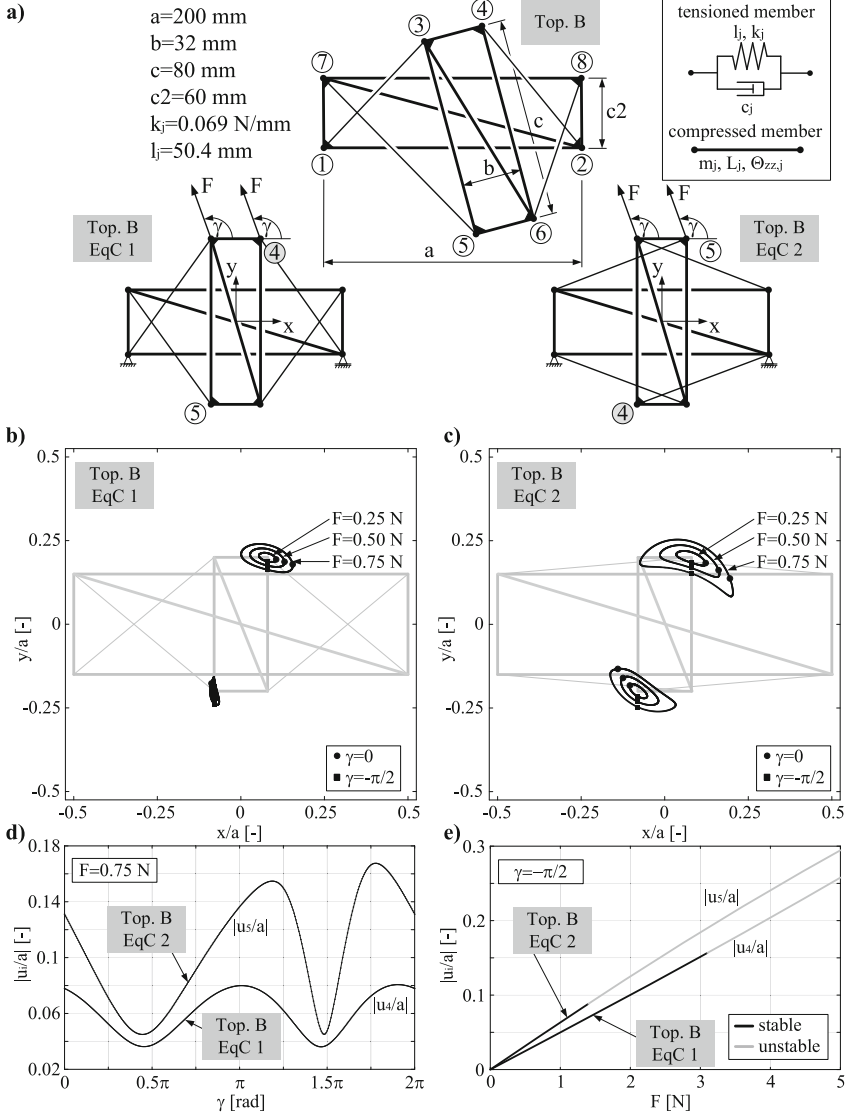 a)
a=200 mm
b=32 mm
c=80 mm
c2=60 mm
kj=0.069 N/mm
lj=50.4 mm
③
④
Top. B
⑦
⑧
c
c2
b
①
②
⑤
⑥
a
tensioned member
lj, kj
cj
compressed member
mj, Lj, Θzz,j
Top. B
EqC 1
F
F
γ
γ
④
y
x
⑤
F
F
γ
γ
⑤
Top. B
EqC 2
y
x
④
b)
Top. B
EqC 1
F=0.25 N
F=0.50 N
F=0.75 N
0.5
0.25
0
-0.25
-0.5
y/a [-]
γ=0
γ=-π/2
-0.5
-0.25
0
0.25
0.5
x/a [-]
c)
Top. B
EqC 2
F=0.25 N
F=0.50 N
F=0.75 N
0.5
0.25
0
-0.25
-0.5
y/a [-]
γ=0
γ=-π/2
-0.5
-0.25
0
0.25
0.5
x/a [-]
d)
F=0.75 N
0.18
0.14
0.1
0.06
0.02
|ui/a| [-]
Top. B
EqC 2
|u5/a|
|u4/a|
Top. B
EqC 1
0
0.5π
π
1.5π
2π
γ [rad]
e)
γ=−π/2
0.3
0.2
0.1
0
|ui/a| [-]
|u5/a|
Top. B
EqC 2
|u4/a|
Top. B
EqC 1
stable
unstable
0
1
2
3
4
5
F [N]